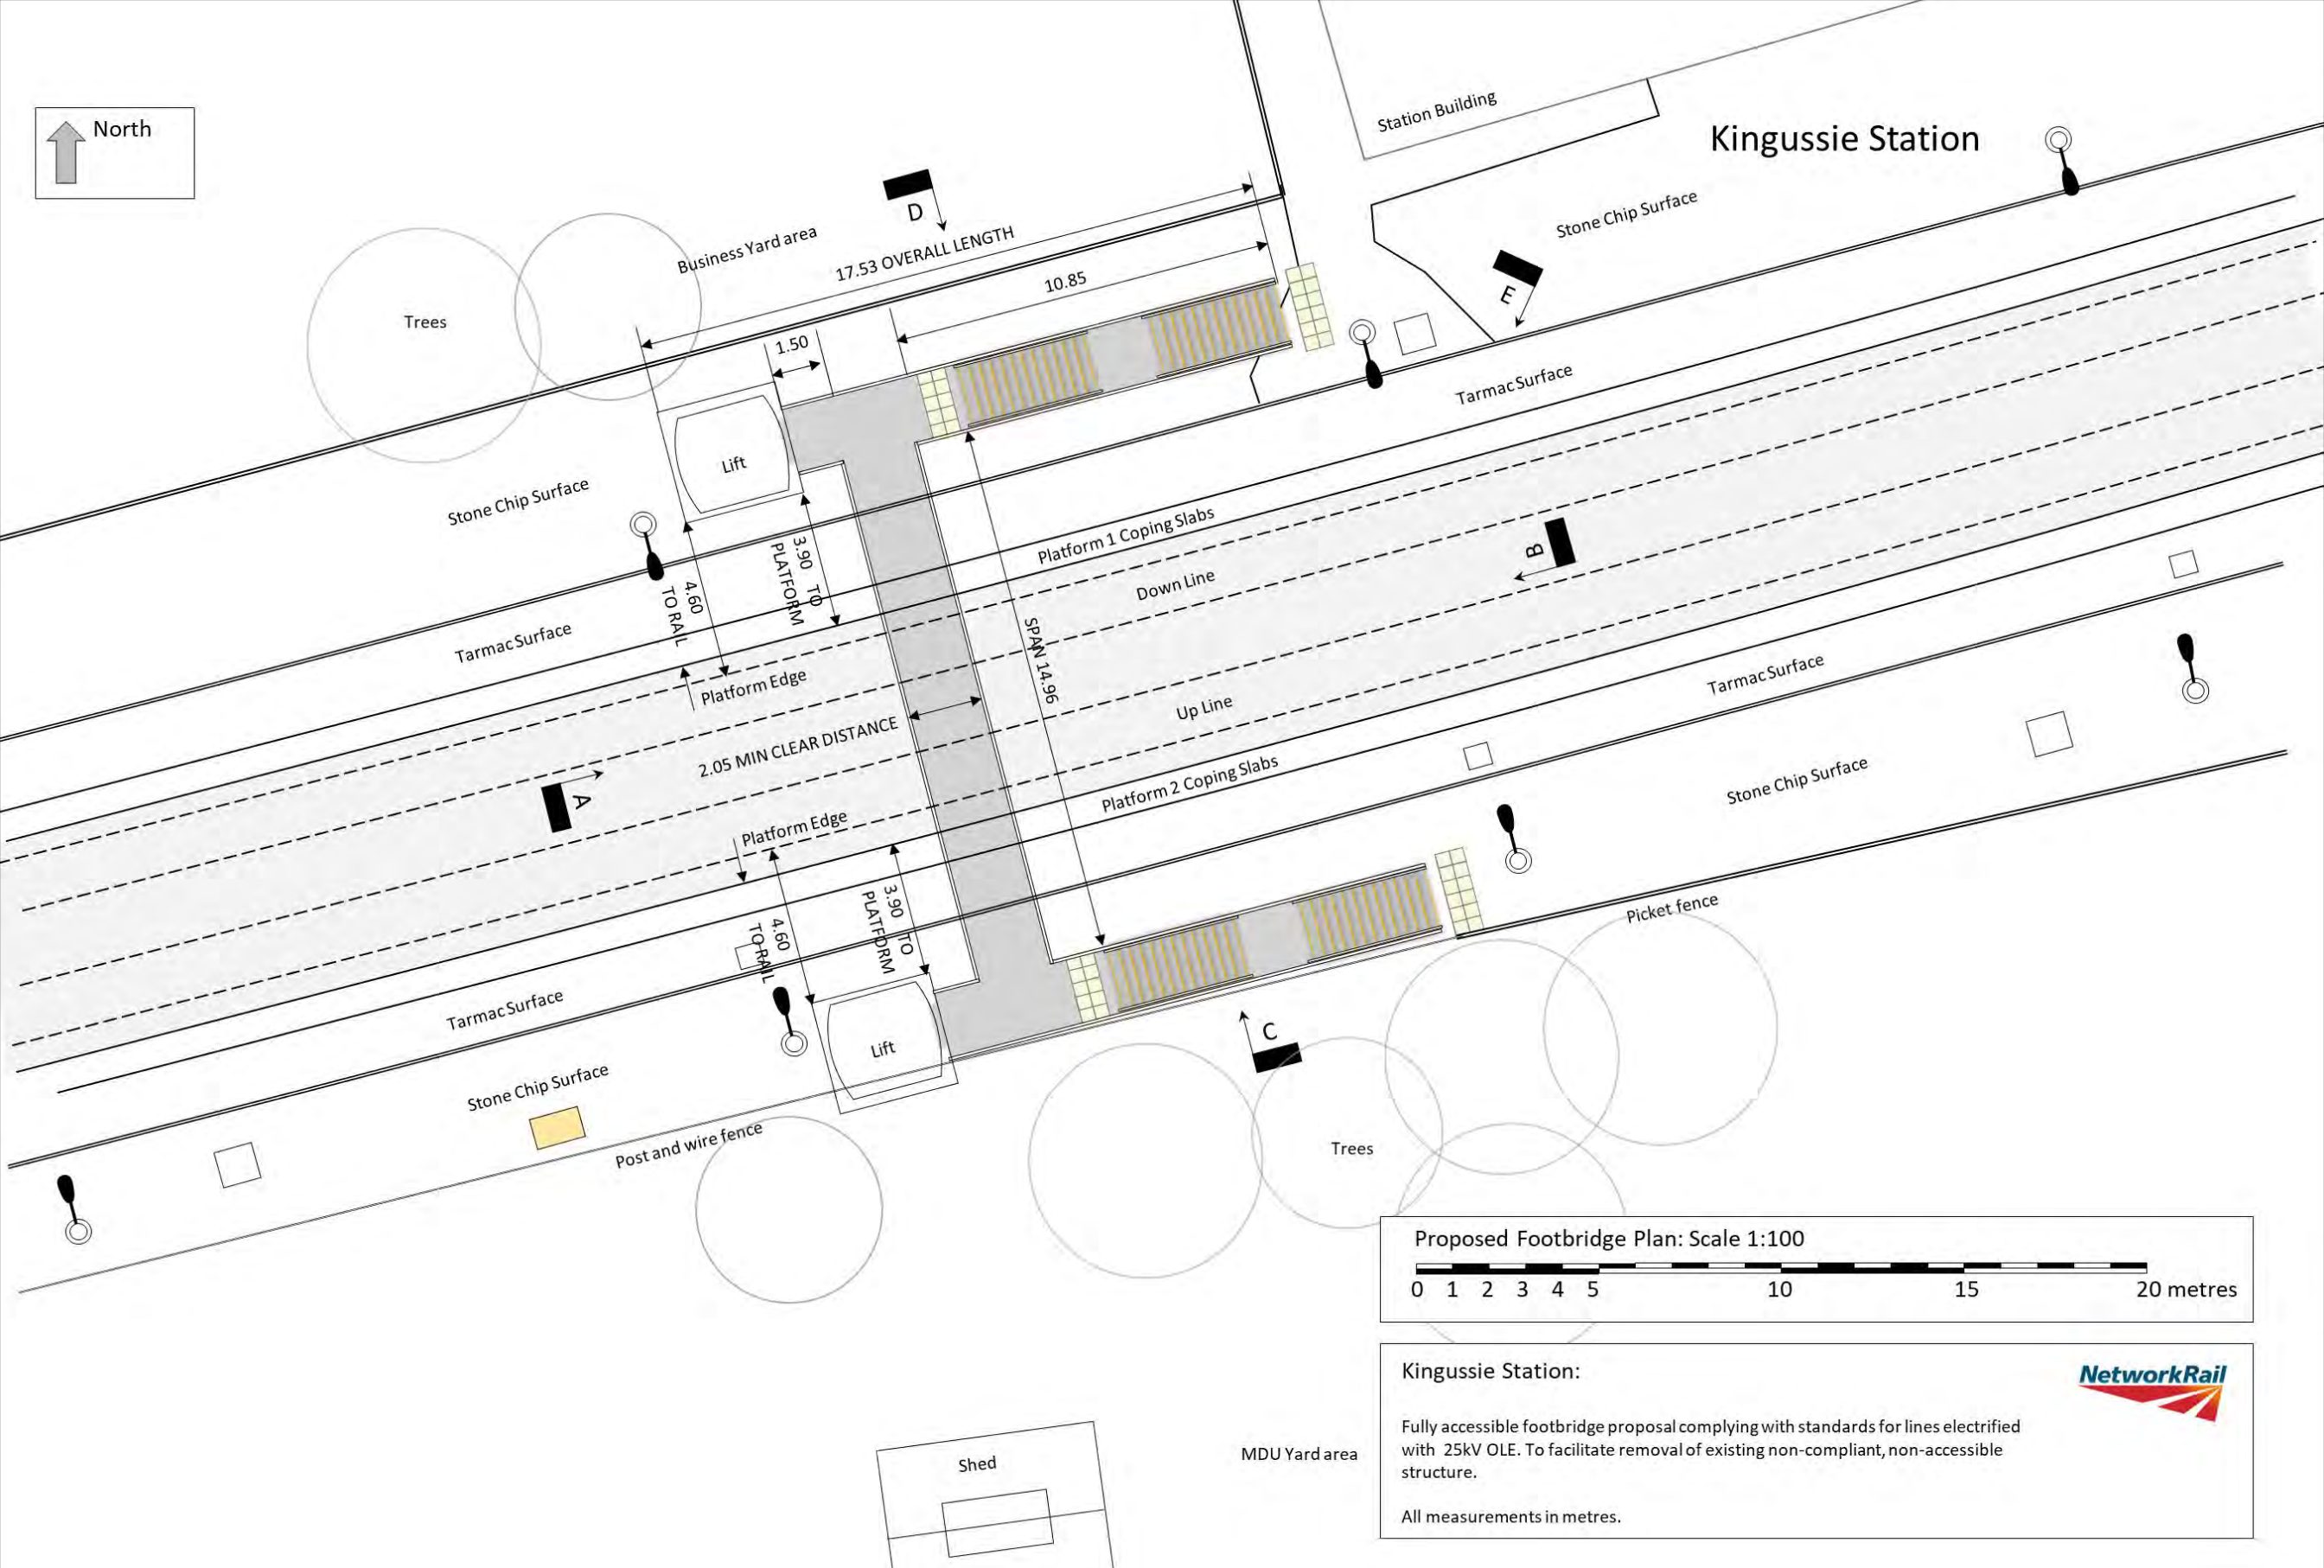 North
Station Building
Kingussie Station
D
Business Yard area
17.53 OVERALL LENGTH
Stone Chip Surface
E
10.85
Trees
1.50
Tarmac Surface
Lift
Stone Chip Surface
Platform 1 Coping Slabs
B
3.90 TO
PLATFORM
4.60
TO RAIL
Down Line
Tarmac Surface
SPAN 14.96
Platform Edge
Tarmac Surface
Up Line
2.05 MIN CLEAR DISTANCE
A
Platform 2 Coping Slabs
Stone Chip Surface
Platform Edge
3.90 TO
PLATFORM
4.60
TO RAIL
Picket fence
Tarmac Surface
Lift
C
Stone Chip Surface
Post and wire fence
Trees
Proposed Footbridge Plan: Scale 1:100
0 1 2 3 4 5 10 15 20 metres
Kingussie Station:
NetworkRail
Fully accessible footbridge proposal complying with standards for lines electrified
with 25kV OLE. To facilitate removal of existing non-compliant, non-accessible
structure.
All measurements in metres.
Shed
MDU Yard area